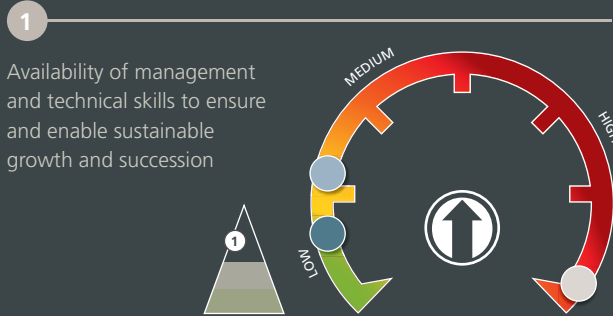 1
Availability of management
and technical skills to ensure
and enable sustainable
growth and succession
MEDIUM
LOW
1